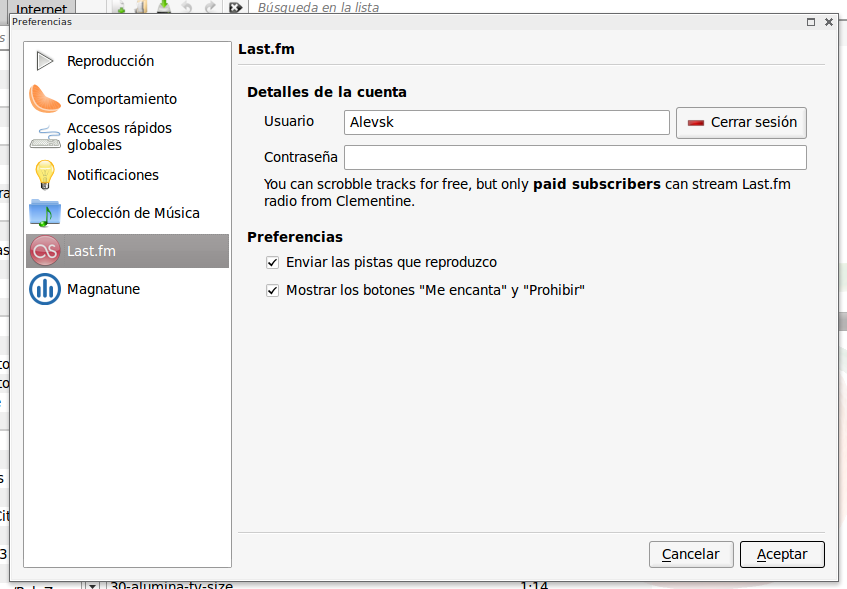 Internet
Búsqueda en la lista
Preferencias
Reproducción
Comportamiento
Accesos rápidos
globales
Notificaciones
Colección de Música
Last.fm
Magnatune
Last.fm
Detalles de la cuenta
Usuario
Alevsk
Cerrar sesión
Contraseña
You can scrobble tracks for free, but only paid subscribers can stream Last.fm
radio from Clementine.
Preferencias
Enviar las pistas que reproduzco
Mostrar los botones "Me encanta" y "Prohibir"
Cancelar
Aceptar
30-alumina-tv-size
1:14